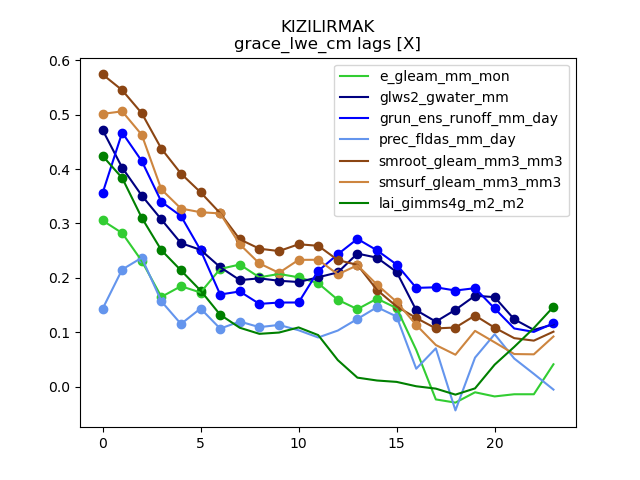 KIZILIRMAK
grace_lwe_cm lags [X]
e_gleam_mm_mon
glws2_gwater_mm
grun_ens_runoff_mm_day
prec_fldas_mm_day
smroot_gleam_mm3_mm3
smsurf_gleam_mm3_mm3
lai_gimms4g_m2_m2
0.6
0.5
0.4
0.3
0.2
0.1
0.0
0 5 10 15 20